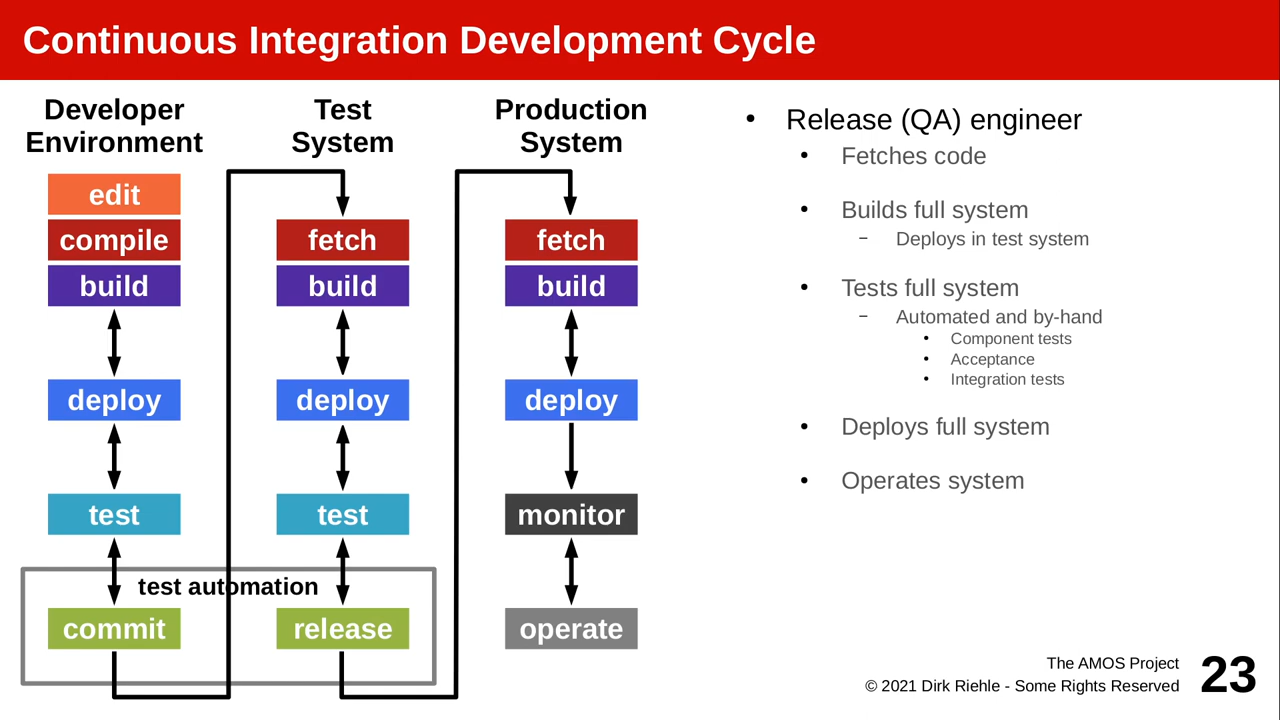 Continuous Integration Development Cycle
Developer
Environment
edit
compile
build
deploy
test
commit
Test
System
fetch
build
deploy
test
release
test automation
Production
System
fetch
build
deploy
monitor
operate
• Release (QA) engineer
• Fetches code
• Builds full system
– Deploys in test system
• Tests full system
– Automated and by-hand
• Component tests
• Acceptance
• Integration tests
• Deploys full system
• Operates system
The AMOS Project
© 2021 Dirk Riehle - Some Rights Reserved
23